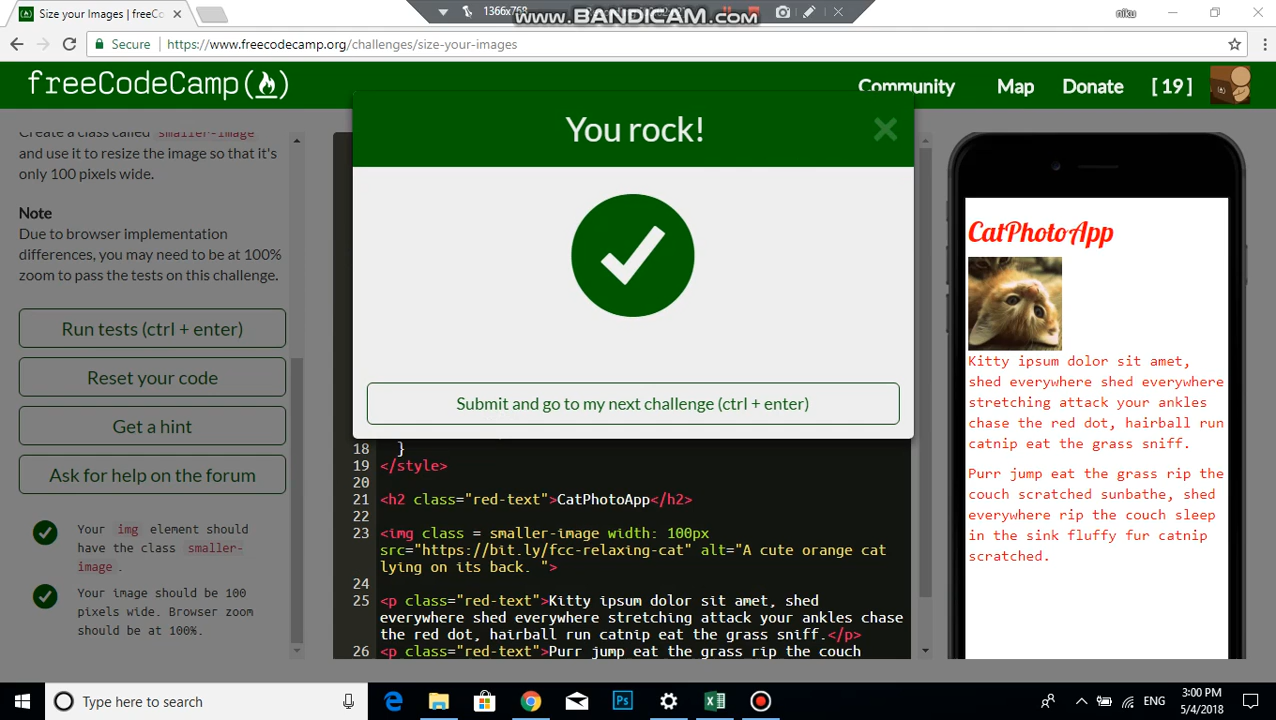 Size your Images | freeC
1366x768
www.BANDICAM.com
niku
Secure
https://www.freecodecamp.org/challenges/size-your-images
freeCodeCamp
Community
Map
Donate
[ 19 ]
Create a class called smaller-image
and use it to resize the image so that it's
only 100 pixels wide.
Note
Due to browser implementation
differences, you may need to be at 100%
zoom to pass the tests on this challenge.
Run tests (ctrl + enter)
Reset your code
Get a hint
Ask for help on the forum
Your img element should
have the class smaller-
image .
Your image should be 100
pixels wide. Browser zoom
should be at 100%.
You rock!
Submit and go to my next challenge (ctrl + enter)
18 }
19 </style>
20
21 <h2 class="red-text">CatPhotoApp</h2>
22
23 <img class = smaller-image width: 100px
src="https://bit.ly/fcc-relaxing-cat" alt="A cute orange cat
lying on its back. ">
24
25 <p class="red-text">Kitty ipsum dolor sit amet, shed
everywhere shed everywhere stretching attack your ankles chase
the red dot, hairball run catnip eat the grass sniff.</p>
26 <p class="red-text">Purr jump eat the grass rip the couch
CatPhotoApp
Kitty ipsum dolor sit amet,
shed everywhere shed everywhere
stretching attack your ankles
chase the red dot, hairball run
catnip eat the grass sniff.
Purr jump eat the grass rip the
couch scratched sunbathe, shed
everywhere rip the couch sleep
in the sink fluffy fur catnip
scratched.
Type here to search
Ps
ENG
3:00 PM
5/4/2018